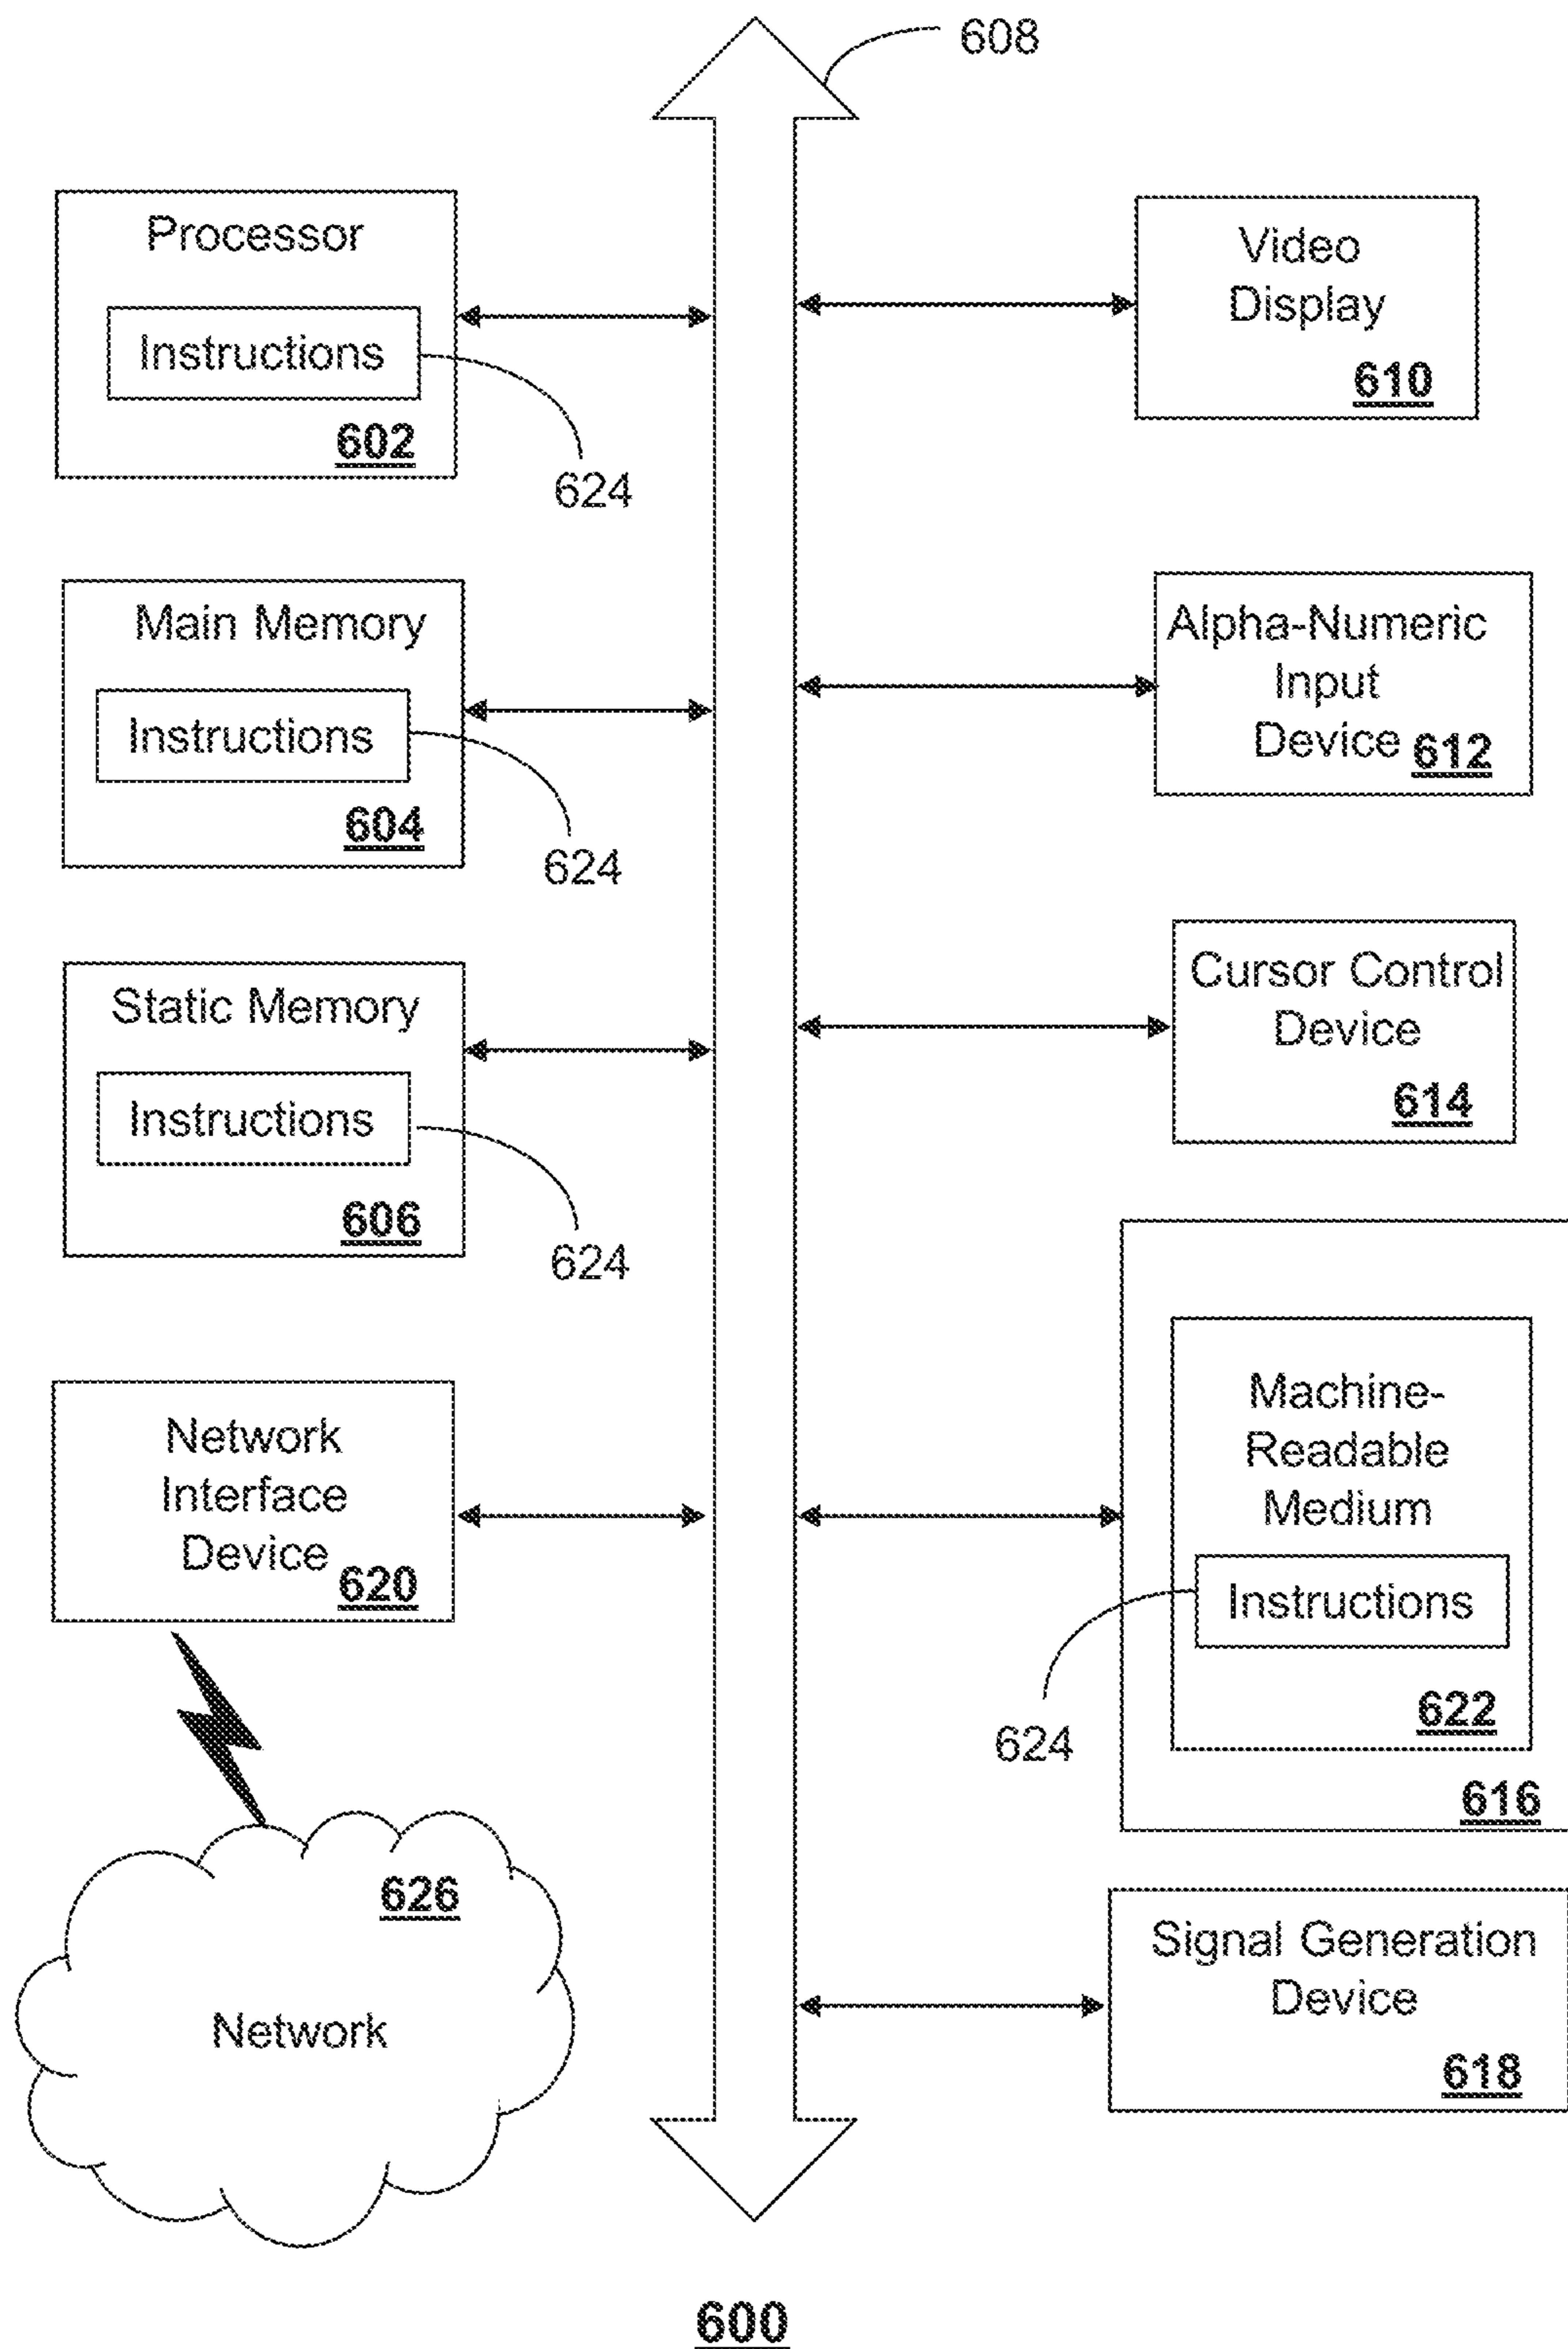 608
Processor
Instructions
602
624
Main Memory
Instructions
604
624
Static Memory
Instructions
606
624
Network
Interface
Device
620
626
Network
Video
Display
610
Alpha-Numeric
Input
Device
612
Cursor Control
Device
614
Machine-
Readable
Medium
Instructions
624
622
616
Signal Generation
Device
618
600